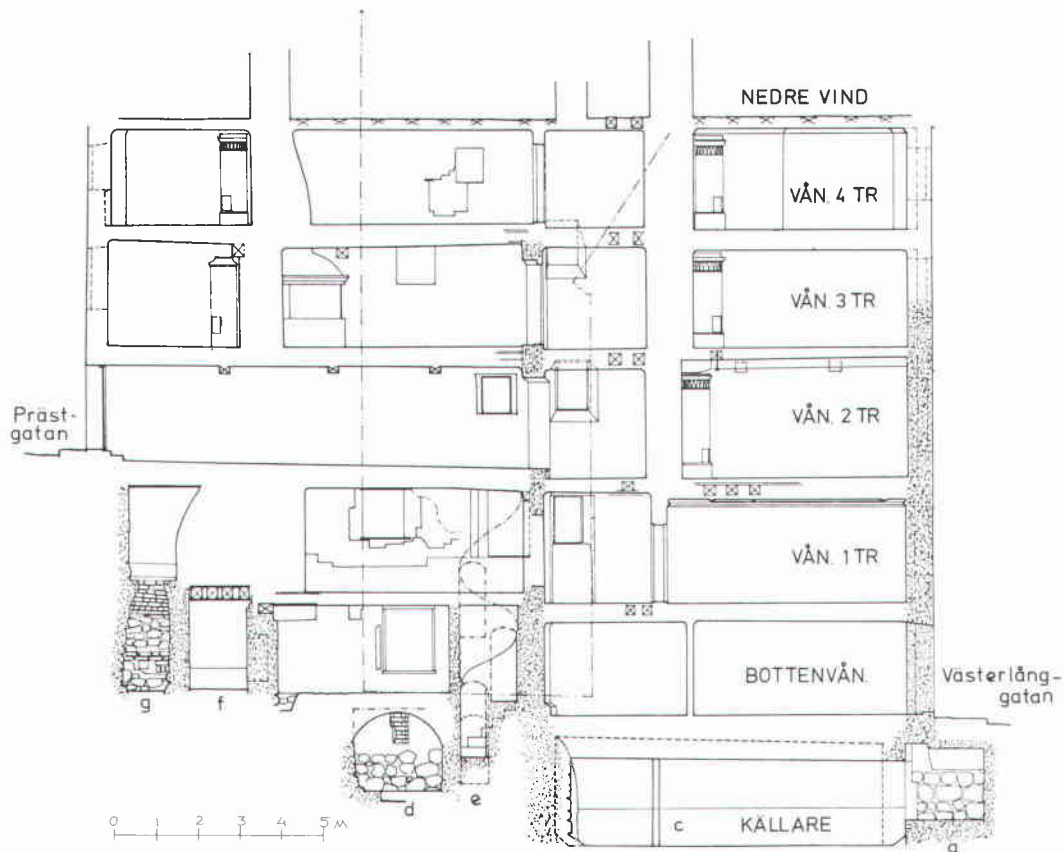 NEDRE VIND
VÅN. 4 TR
VÅN. 3 TR
Präst-
gatan
VÅN. 2 TR
VÅN. 1 TR
BOTTENVÅN.
Västerlång-
gatan
g
f
d
e
c
KÄLLARE
a
0 1 2 3 4 5 M